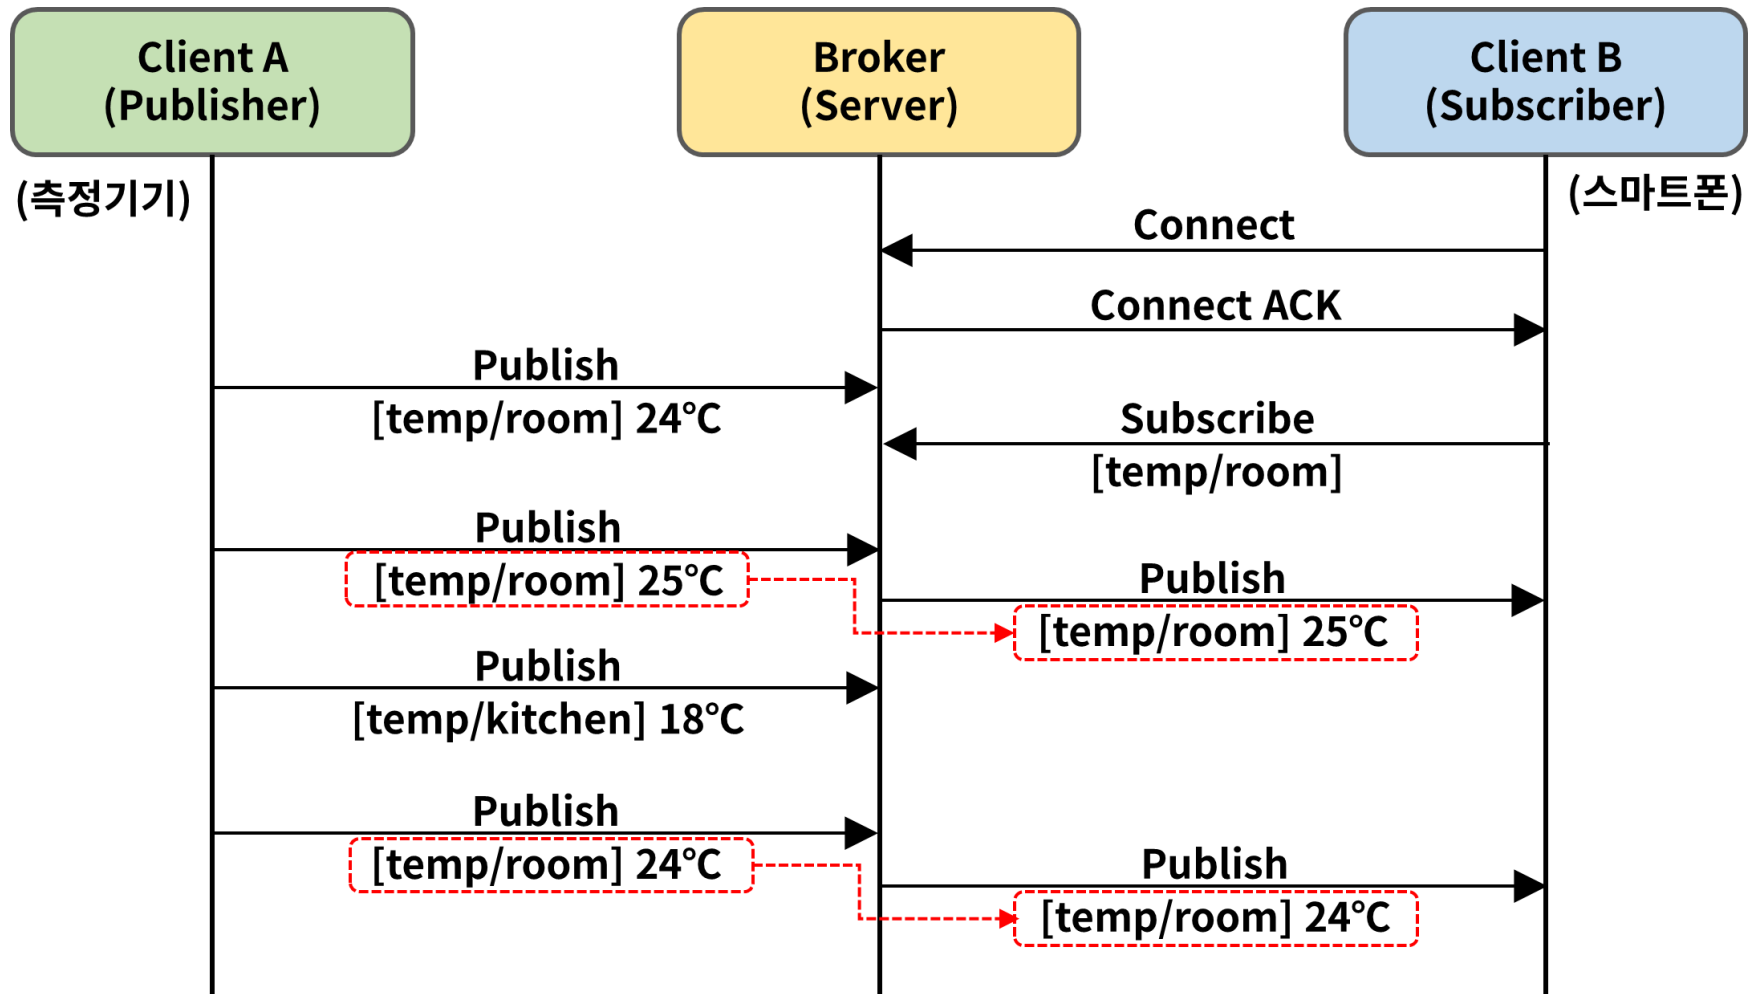 Client A
(Publisher)
Broker
(Server)
Client B
(Subscriber)
(측정기기)
(스마트폰)
Connect
Connect ACK
Publish
[temp/room] 24℃
Subscribe
[temp/room]
Publish
[temp/room] 25℃
Publish
[temp/room] 25℃
Publish
[temp/kitchen] 18℃
Publish
[temp/room] 24℃
Publish
[temp/room] 24℃